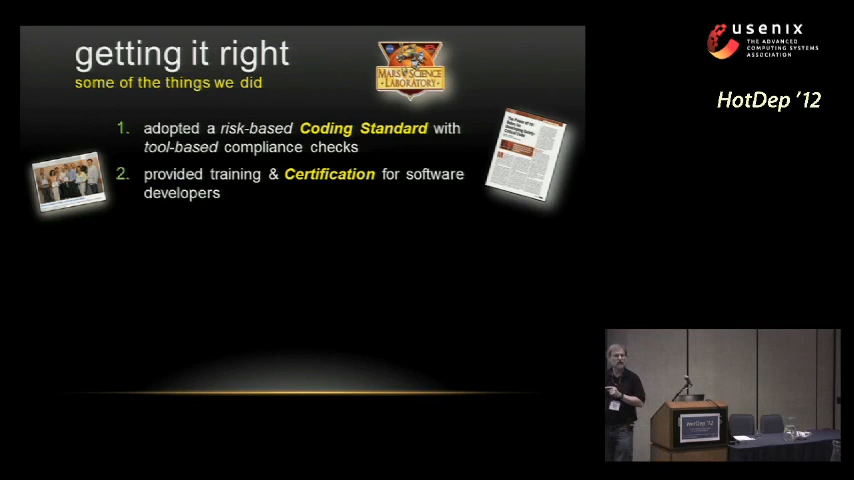 getting it right
some of the things we did
MARS SCIENCE
LABORATORY
1. adopted a risk-based Coding Standard with
tool-based compliance checks
2. provided training & Certification for software
developers
usenix
THE ADVANCED
COMPUTING SYSTEMS
ASSOCIATION
HotDep '12
HotDep '12